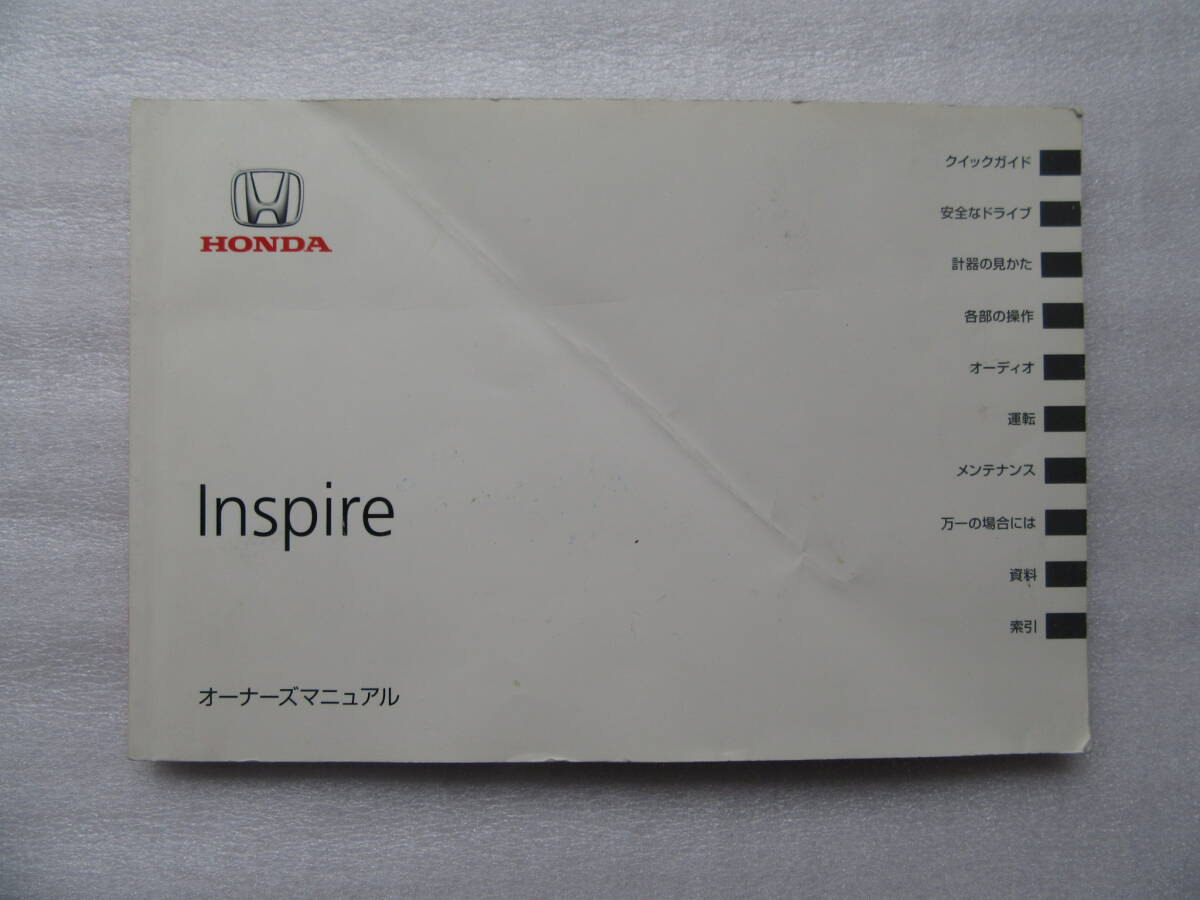 HONDA
Inspire
オーナーズマニュアル
クイックガイド
安全なドライブ
計器の見かた
各部の操作
オーディオ
運転
メンテナンス
万一の場合には
資料
索引